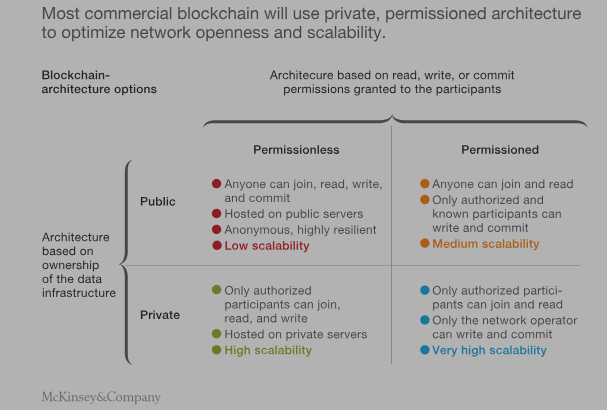 Most commercial blockchain will use private, permissioned architecture
to optimize network openness and scalability.
Blockchain-
architecture options
Architecure based on read, write, or commit
permissions granted to the participants
Permissionless
Permissioned
Architecture
based on
ownership
of the data
infrastructure
Public
Anyone can join, read, write,
and commit
Hosted on public servers
Anonymous, highly resilient
Low scalability
Anyone can join and read
Only authorized and
known participants can
write and commit
Medium scalability
Private
Only authorized
participants can join,
read, and write
Hosted on private servers
High scalability
Only authorized partici-
pants can join and read
Only the network operator
can write and commit
Very high scalability
McKinsey&Company